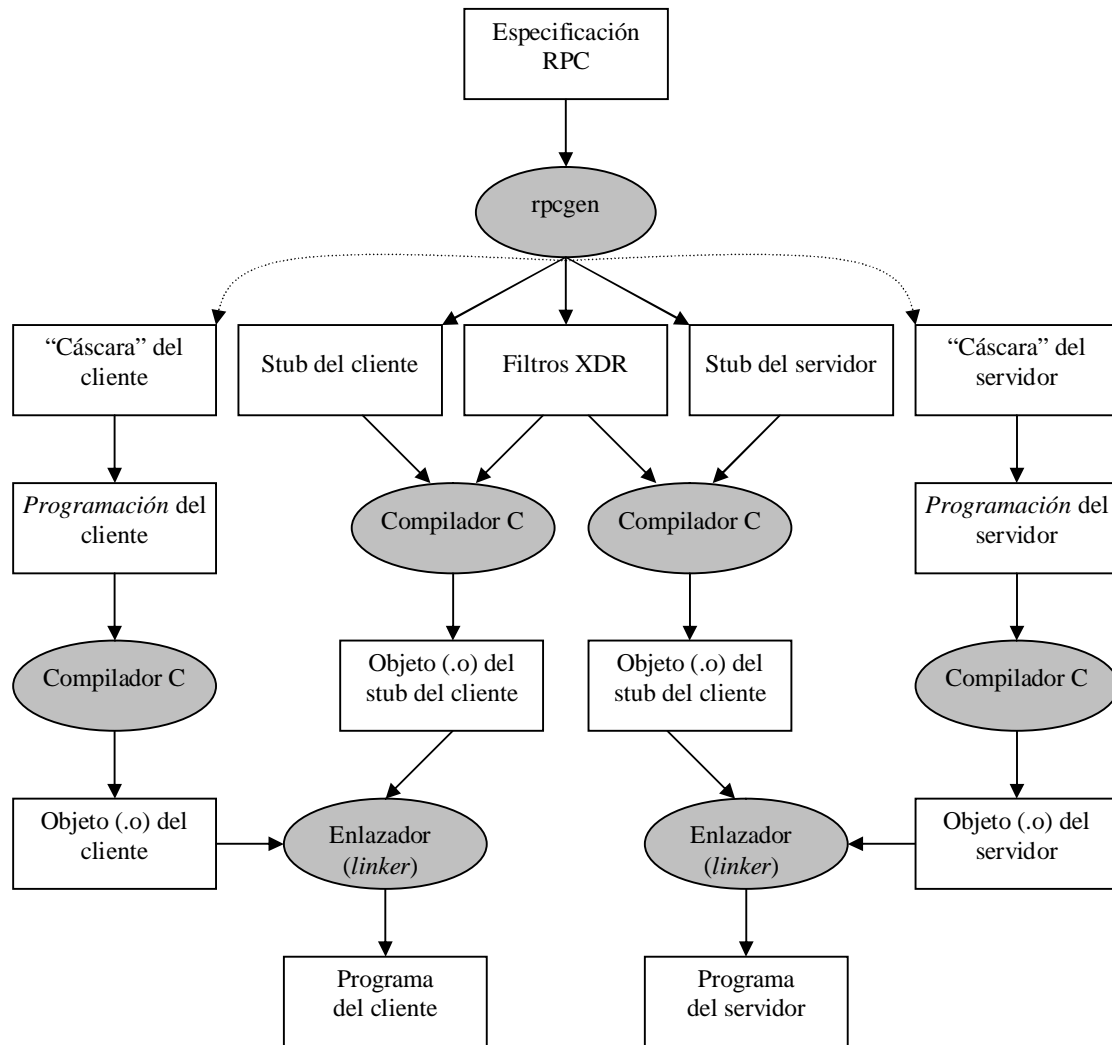 Especificación
RPC
rpcgen
“Cáscara” del
cliente
Stub del cliente
Filtros XDR
Stub del servidor
“Cáscara” del
servidor
Programación del
cliente
Compilador C
Compilador C
Programación del
servidor
Compilador C
Objeto (.o) del
stub del cliente
Objeto (.o) del
stub del cliente
Compilador C
Objeto (.o) del
cliente
Enlazador
(linker)
Enlazador
(linker)
Objeto (.o) del
servidor
Programa
del cliente
Programa
del servidor